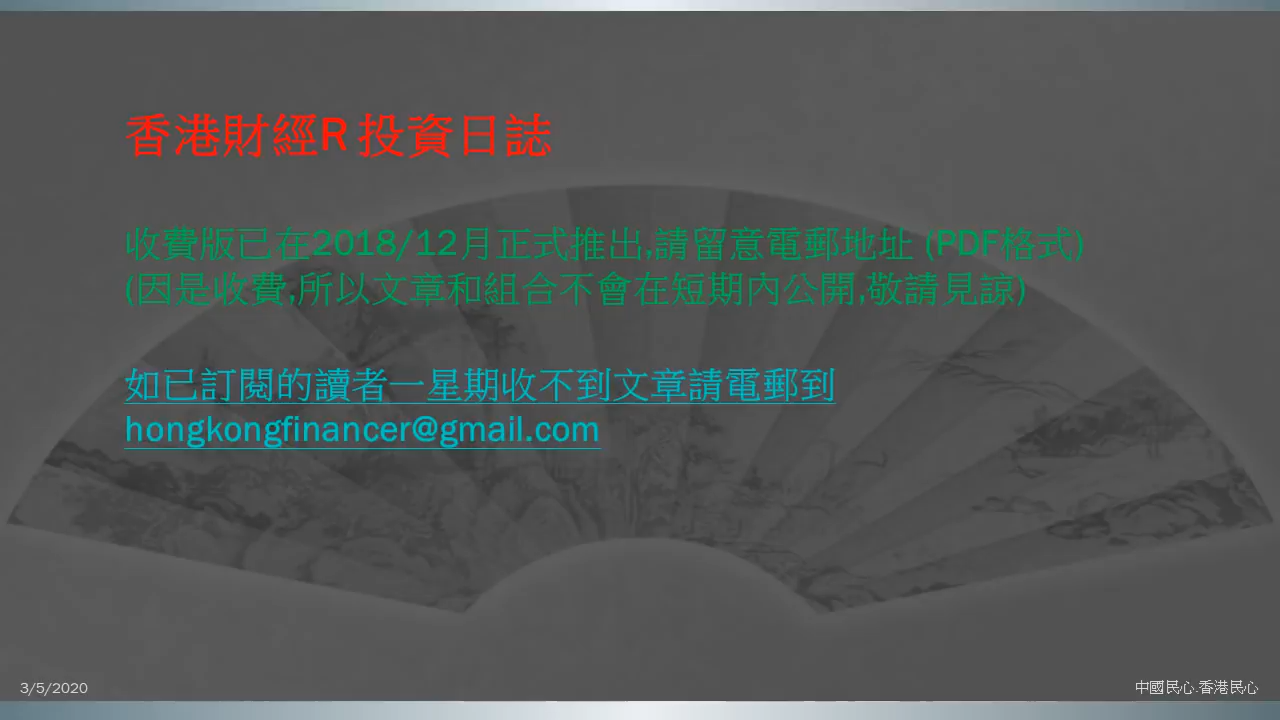 香港財經R 投資日誌
收費版已在2018/12月正式推出,請留意電郵地址 (PDF格式)
(因是收費,所以文章和組合不會在短期內公開,敬請見諒)
如已訂閱的讀者一星期收不到文章請電郵到
hongkongfinancer@gmail.com
3/5/2020
中國民心.香港民心